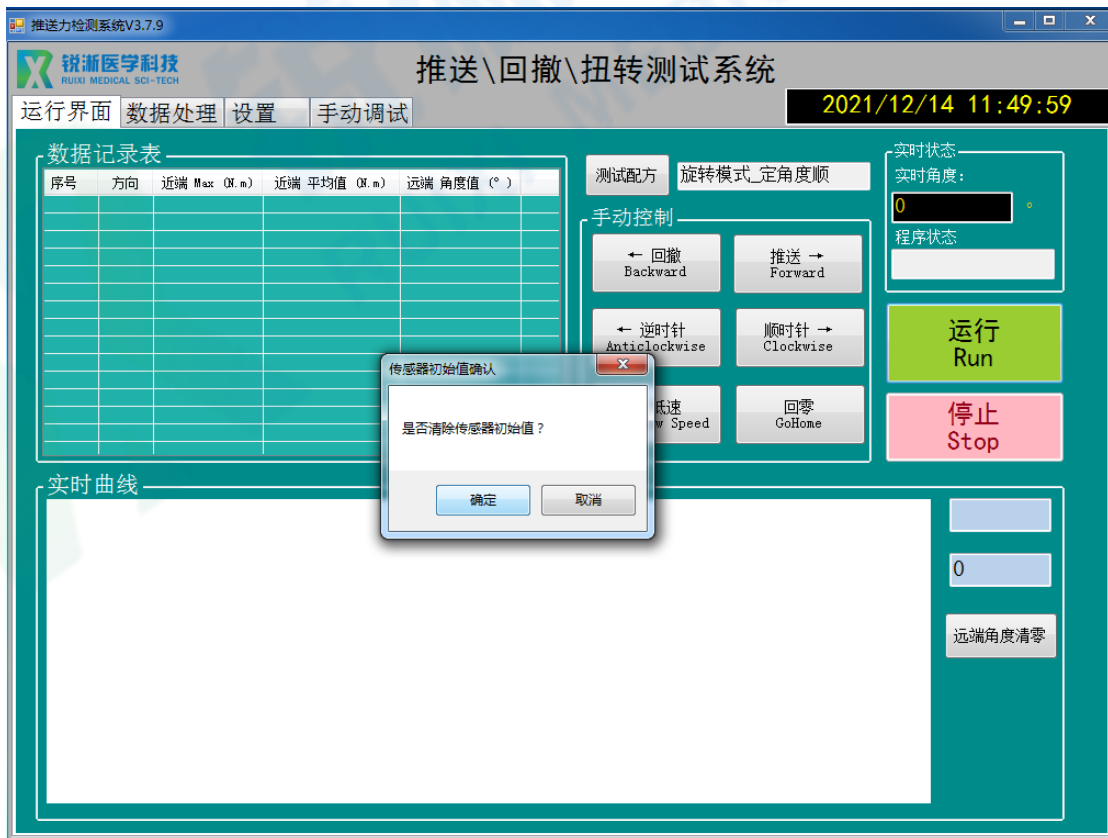 推送力检测系统V3.7.9
锐渐医学科技
RUIXI MEDICAL SCI-TECH
推送\回撤\扭转测试系统
运行界面 数据处理 设置 手动调试
2021/12/14 11:49:59
数据记录表
序号 方向 近端 Max (N.m) 近端 平均值 (N.m) 远端 角度值 (°)
测试配方 旋转模式_定角度顺
实时状态
实时角度:
0 °
程序状态
手动控制
← 回撤
Backward
推送 →
Forward
← 逆时针
Anticlockwise
顺时针 →
Clockwise
低速
Speed
回零
GoHome
运行
Run
停止
Stop
传感器初始值确认
是否清除传感器初始值?
确定 取消
实时曲线
0
远端角度清零